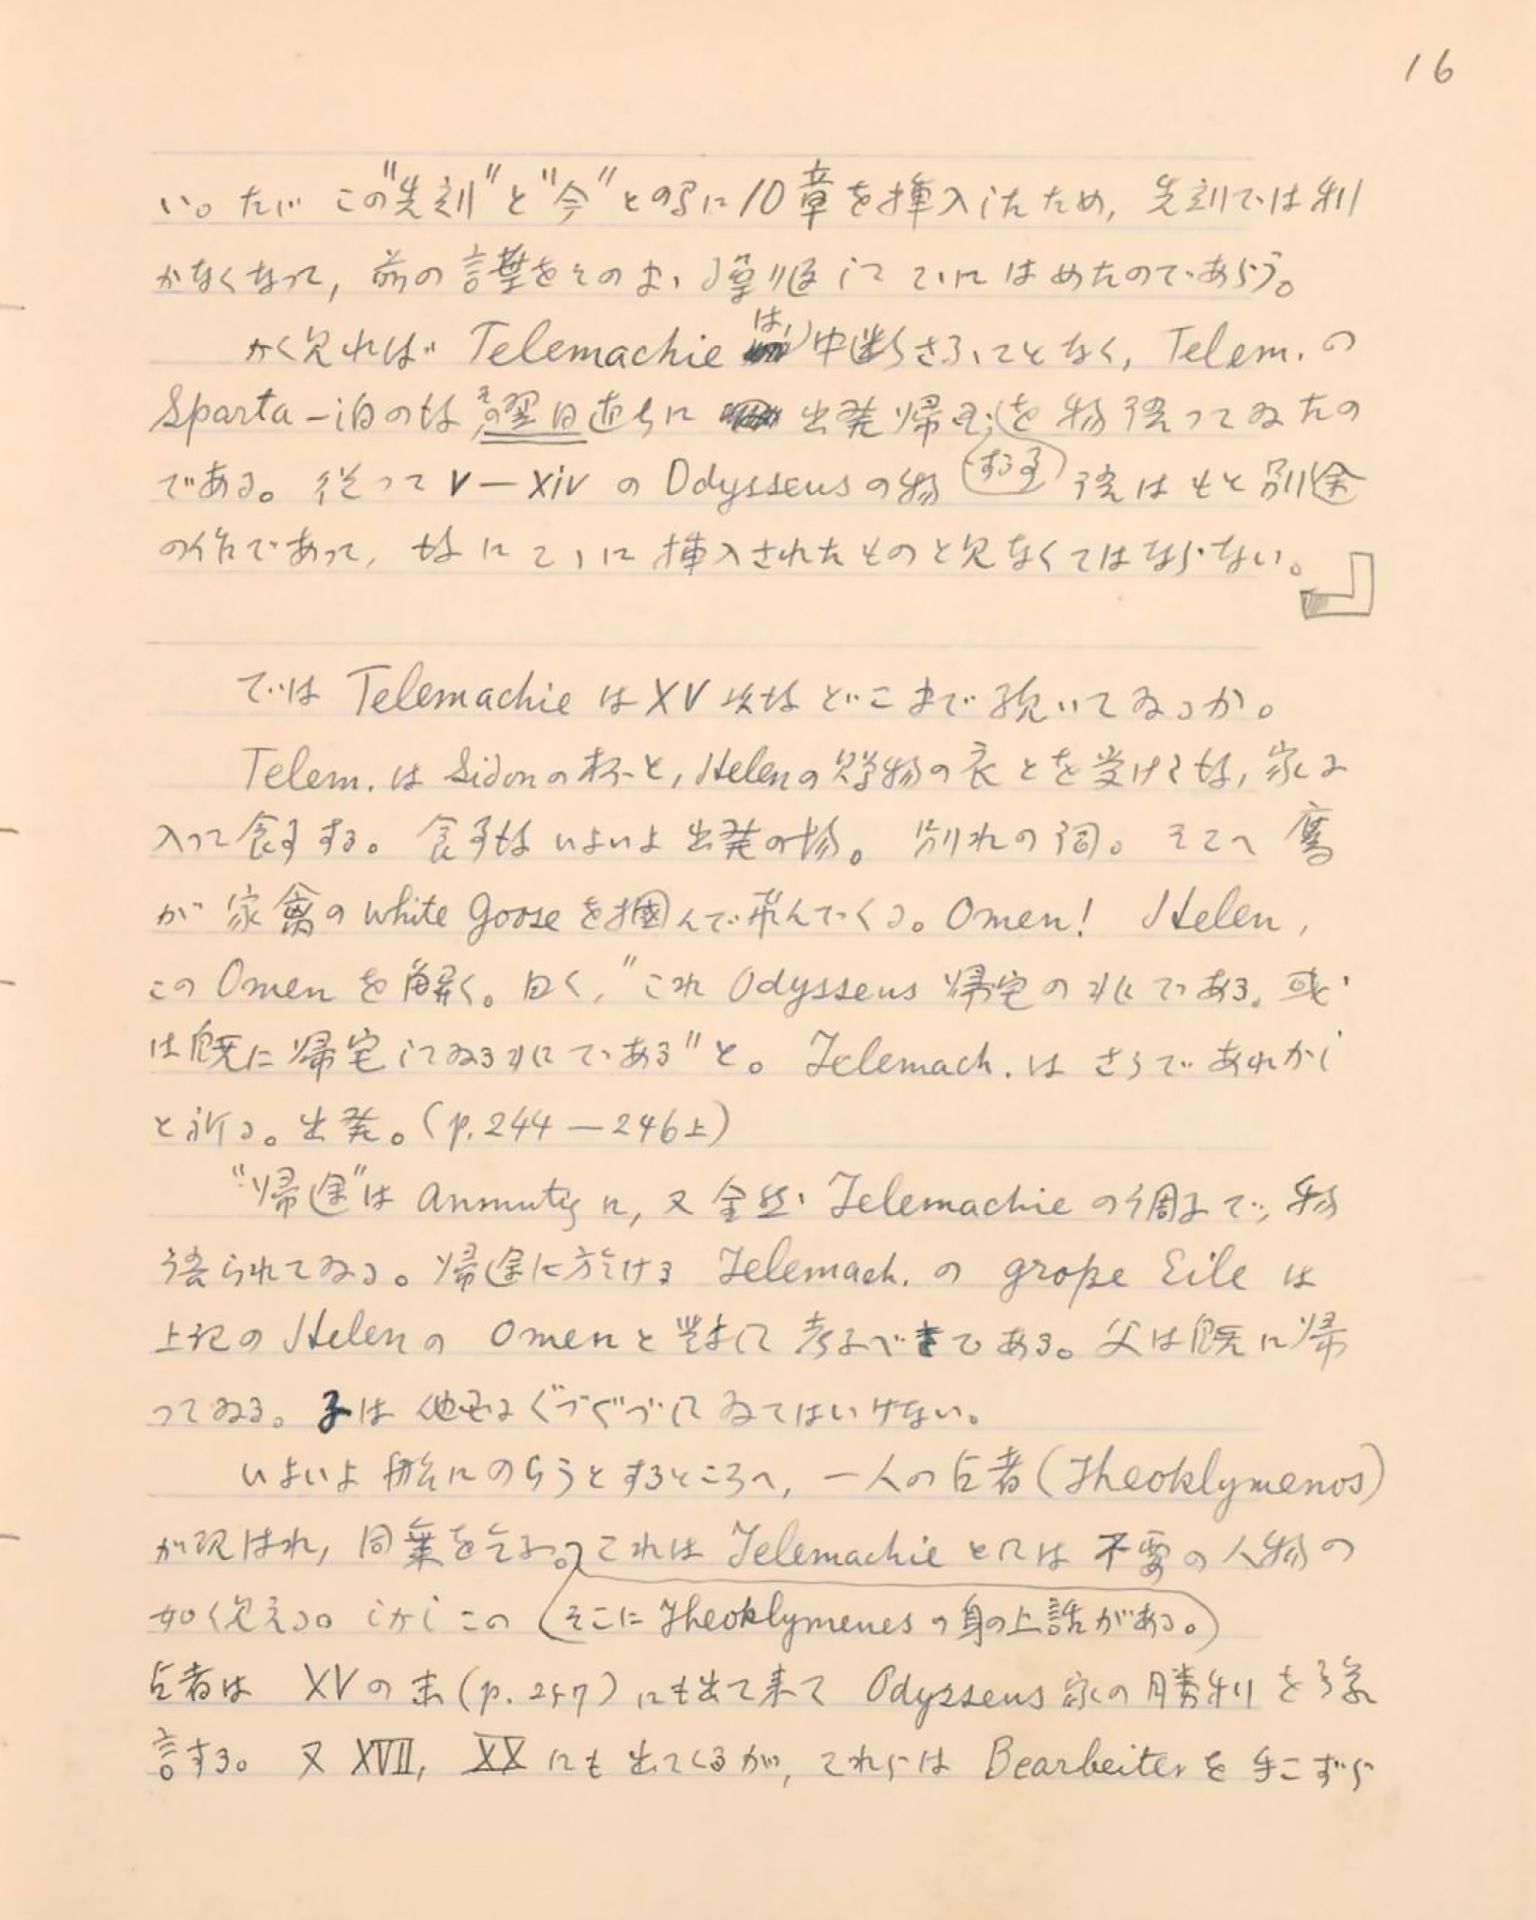 16
い。たゞ この"先刻"と"今"との間に10章を挿入したため, 先刻では利
かなくなって, 前の言葉をそのまゝ繰り返してこゝにはめたのであらう。
かく見れば Telemachie は 中断さるゝことなく, Telem. の
Sparta 一泊の後 その翌日直ちに 出発帰宅 する を 物語ってゐたの
である。従って V—XIV の Odysseus の物語はもと別途
の作であって, 後にこゝに挿入されたものと見なくてはならない。
では Telemachie は XV 以後どこまで続いてゐるか。
Telem. は Sidon の杯と, Helen の贈物の衣とを受けて後, 家に
入って食事する。食事後いよいよ出発の場。別れの詞。そこへ鷹
が家禽の white goose を掴んで飛んでくる。Omen! Helen,
この Omen を解く。曰く, "これ Odysseus 帰宅の兆である。或
は既に帰宅してゐる兆である"と。Telemach. は さうであれかし
と祈る。出発。(p. 244 — 246上)
"帰途"は anmutig に, 又全然 Telemachie の調子で, 物
語られてゐる。帰途に於ける Telemach. の große Eile は
上記の Helen の Omen と対して考ふべきである。父は既に帰
ってゐる。子は他所にぐづぐづしてゐてはいけない。
いよいよ船にのらうとするところへ, 一人の占者 (Theoklymenos)
が現はれ, 同乗を乞ふ。これは Telemachie としては不要の人物の
如く見える。しかしこの (そこに Theoklymenes の身の上話がある。)
占者は XV の末 (p. 257) にも出て来て Odysseus 家の勝利を予
言する。又 XVII, XX にも出てくるが, これらは Bearbeiter を手こずら